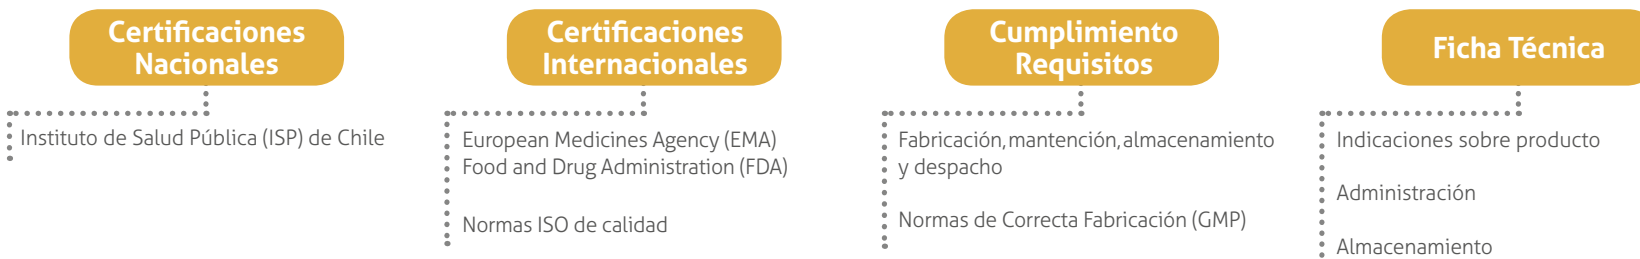 Certificaciones
Nacionales
Instituto de Salud Pública (ISP) de Chile
Certificaciones
Internacionales
European Medicines Agency (EMA)
Food and Drug Administration (FDA)
Normas ISO de calidad
Cumplimiento
Requisitos
Fabricación, mantención, almacenamiento
y despacho
Normas de Correcta Fabricación (GMP)
Ficha Técnica
Indicaciones sobre producto
Administración
Almacenamiento